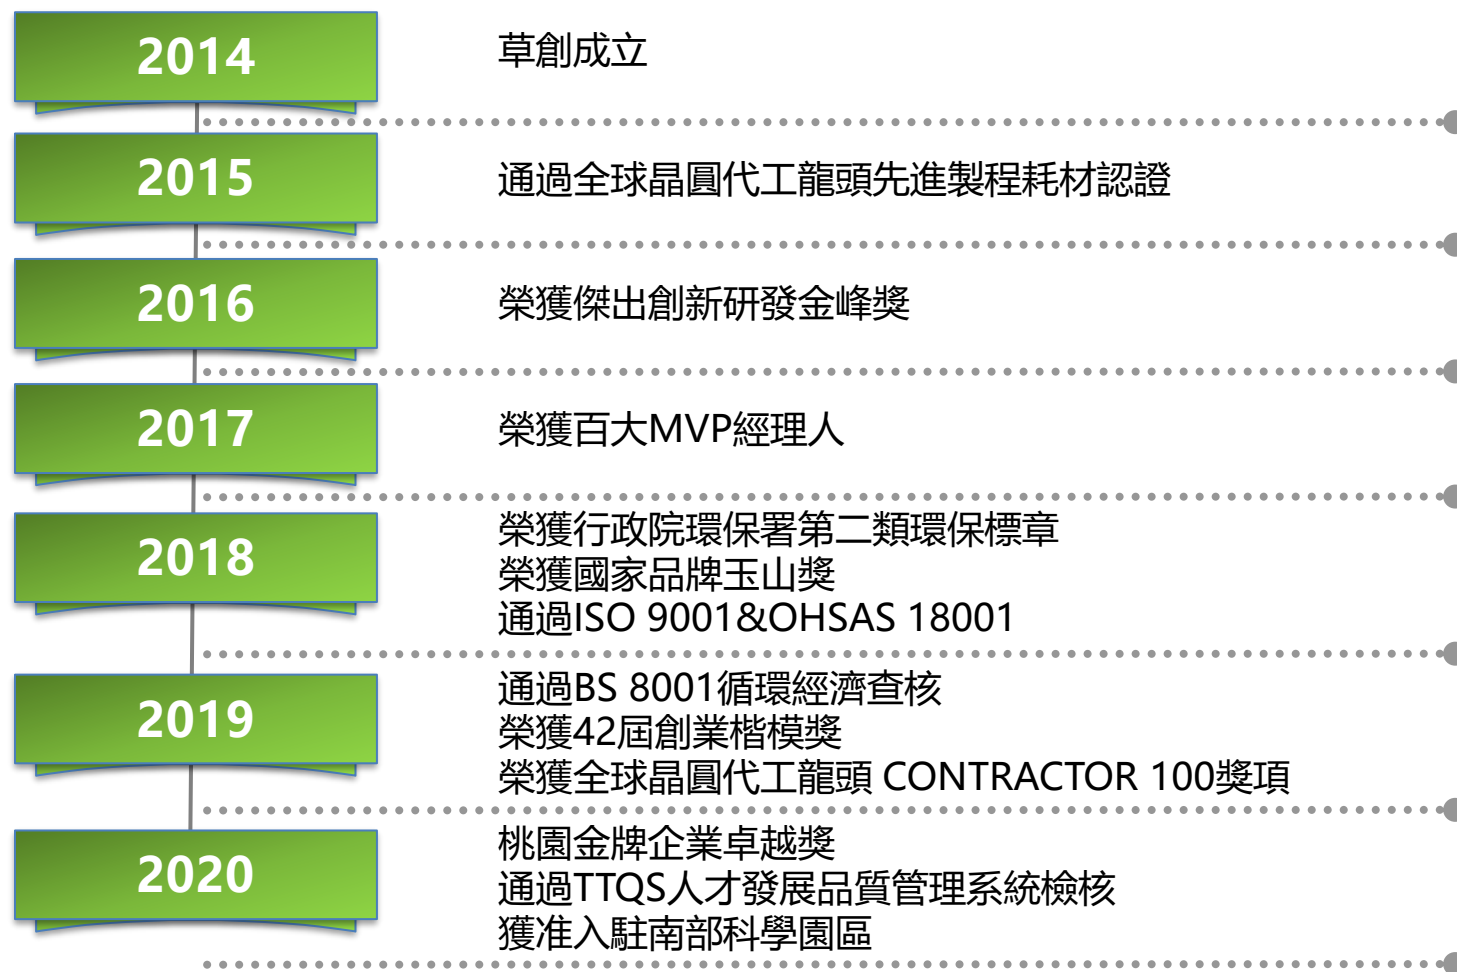 2014
草創成立
2015
通過全球晶圓代工龍頭先進製程耗材認證
2016
榮獲傑出創新研發金峰獎
2017
榮獲百大MVP經理人
2018
榮獲行政院環保署第二類環保標章
榮獲國家品牌玉山獎
通過ISO 9001&OHSAS 18001
2019
通過BS 8001循環經濟查核
榮獲42屆創業楷模獎
榮獲全球晶圓代工龍頭 CONTRACTOR 100獎項
2020
桃園金牌企業卓越獎
通過TTQS人才發展品質管理系統檢核
獲准入駐南部科學園區